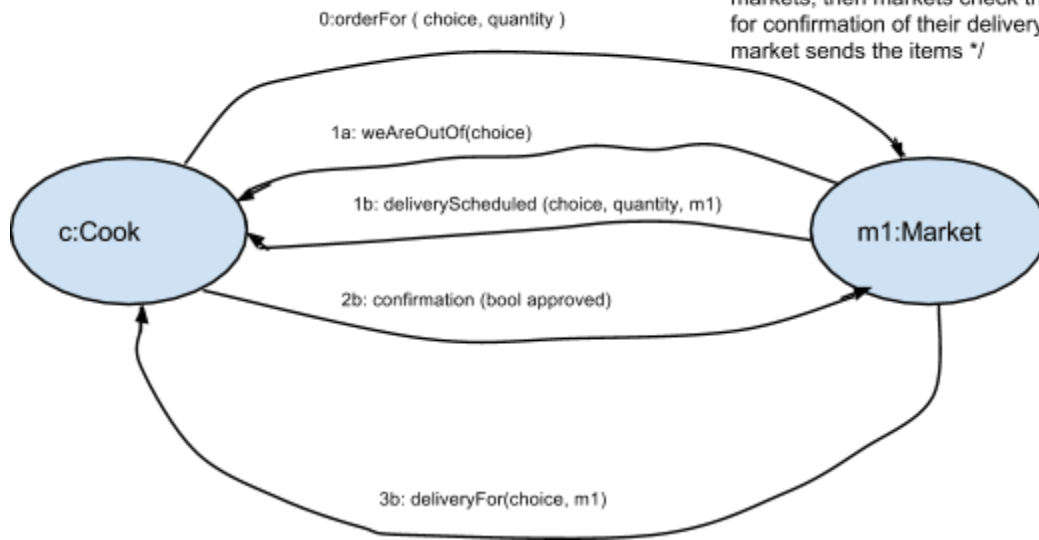 markets, then markets check
for confirmation of their delivery
market sends the items */
0:orderFor ( choice, quantity )
1a: weAreOutOf(choice)
1b: deliveryScheduled (choice, quantity, m1)
c:Cook
m1:Market
2b: confirmation (bool approved)
3b: deliveryFor(choice, m1)